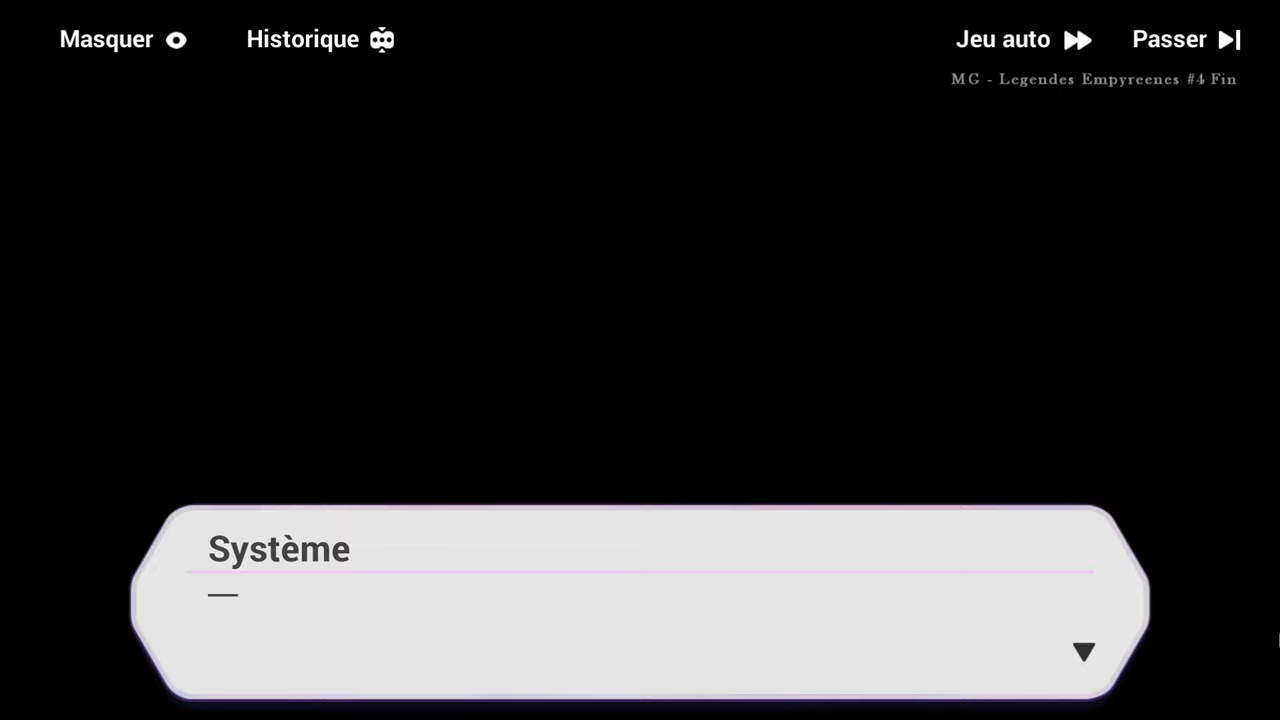 Masquer
Historique
Jeu auto
Passer
MG - Legendes Empyreenes #4 Fin
Système
—